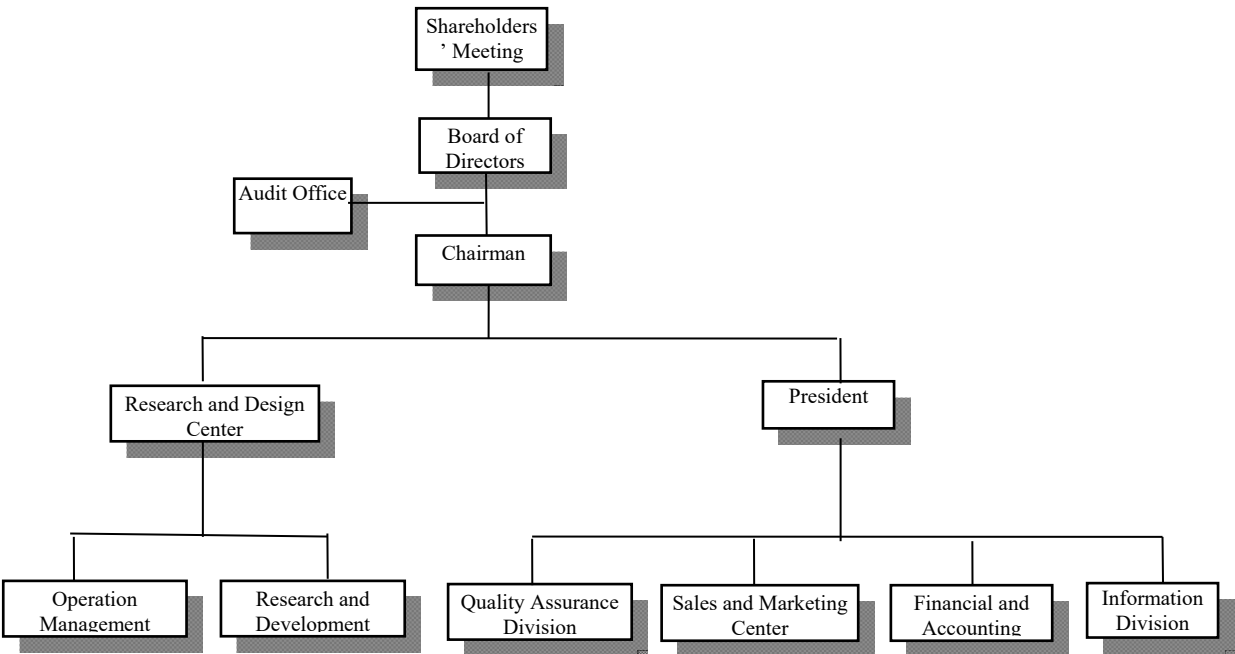 Shareholders
’ Meeting
Board of
Directors
Audit Office
Chairman
Research and Design
Center
President
Operation
Management
Research and
Development
Quality Assurance
Division
Sales and Marketing
Center
Financial and
Accounting
Information
Division